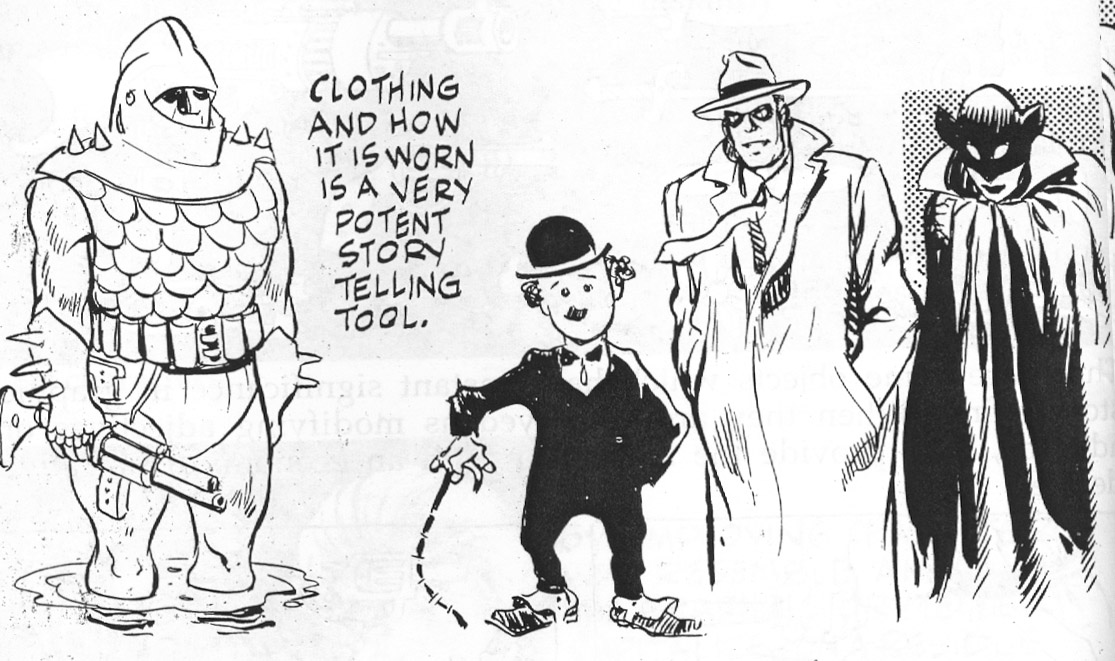 CLOTHING
AND HOW
IT IS WORN
IS A VERY
POTENT
STORY
TELLING
TOOL.